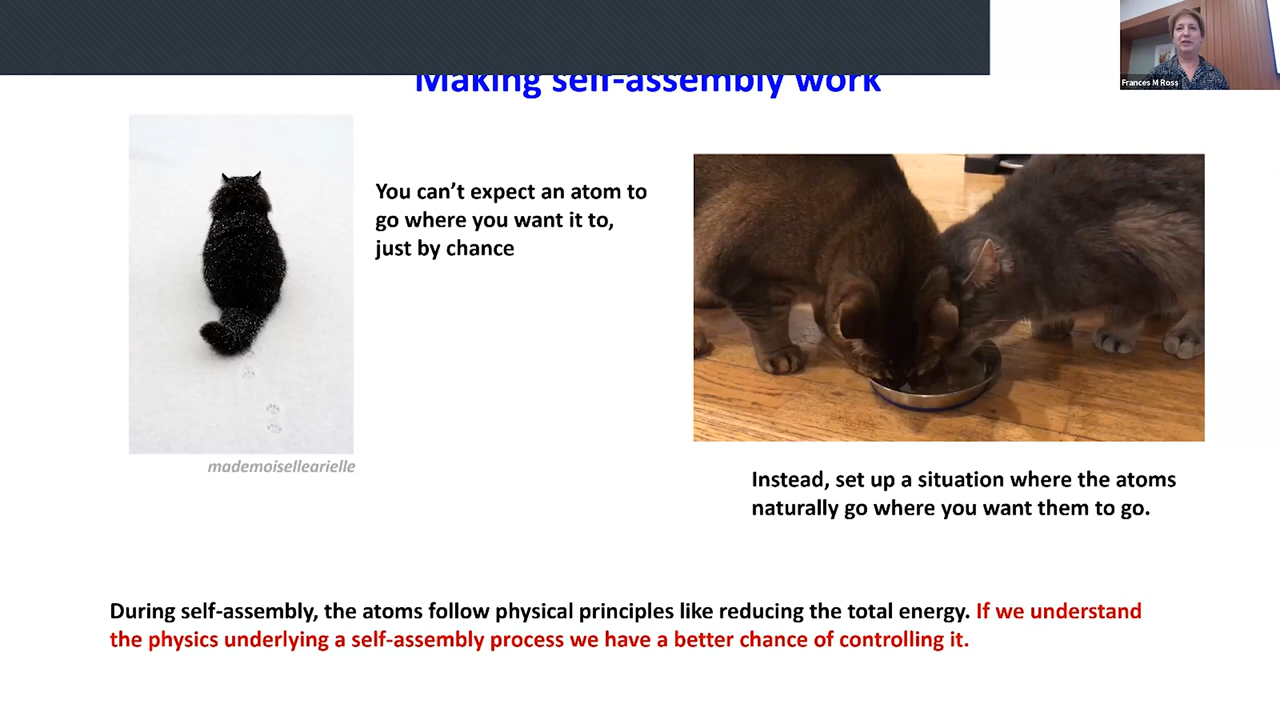 Frances M Ross
Making self-assembly work
You can’t expect an atom to
go where you want it to,
just by chance
mademoisellearielle
Instead, set up a situation where the atoms
naturally go where you want them to go.
During self-assembly, the atoms follow physical principles like reducing the total energy. If we understand
the physics underlying a self-assembly process we have a better chance of controlling it.